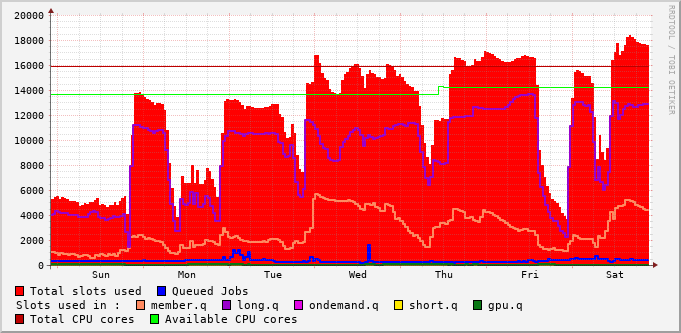 20000
18000
16000
14000
12000
10000
8000
6000
4000
2000
0
Sun Mon Tue Wed Thu Fri Sat
RRDTOOL / TOBI OETIKER
Total slots used Queued Jobs
Slots used in : member.q long.q ondemand.q short.q gpu.q
Total CPU cores Available CPU cores